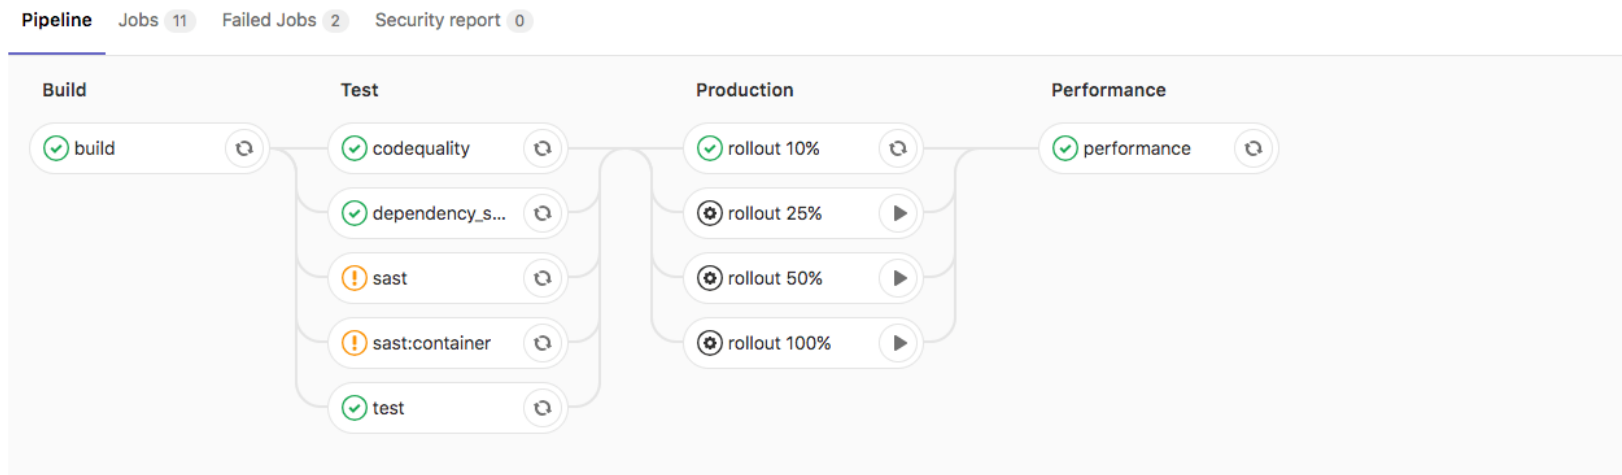 Pipeline Jobs 11 Failed Jobs 2 Security report 0
Build Test Production Performance
build codequality rollout 10% performance
dependency_s... rollout 25%
sast rollout 50%
sast:container rollout 100%
test